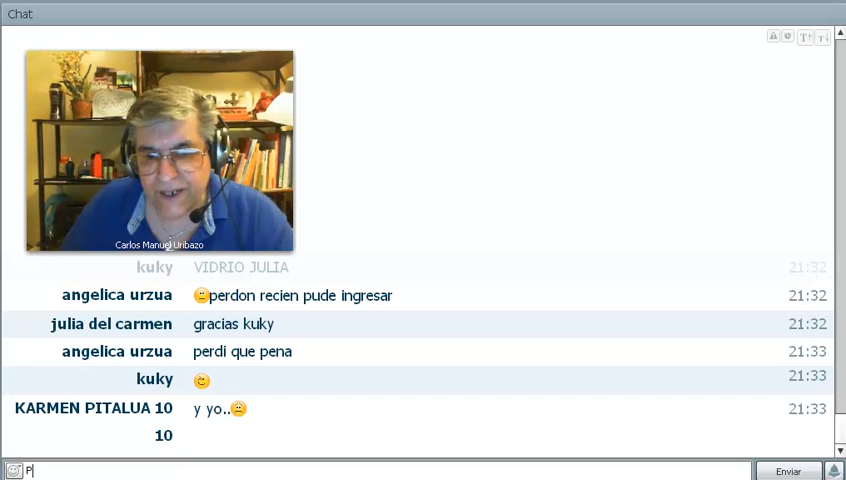 Chat
T↑ T↓
Carlos Manuel Uribazo
kuky VIDRIO JULIA 21:32
angelica urzua perdon recien pude ingresar 21:32
julia del carmen gracias kuky 21:32
angelica urzua perdi que pena 21:33
kuky 21:33
KARMEN PITALUA 10 y yo.. 21:33
10
P Enviar